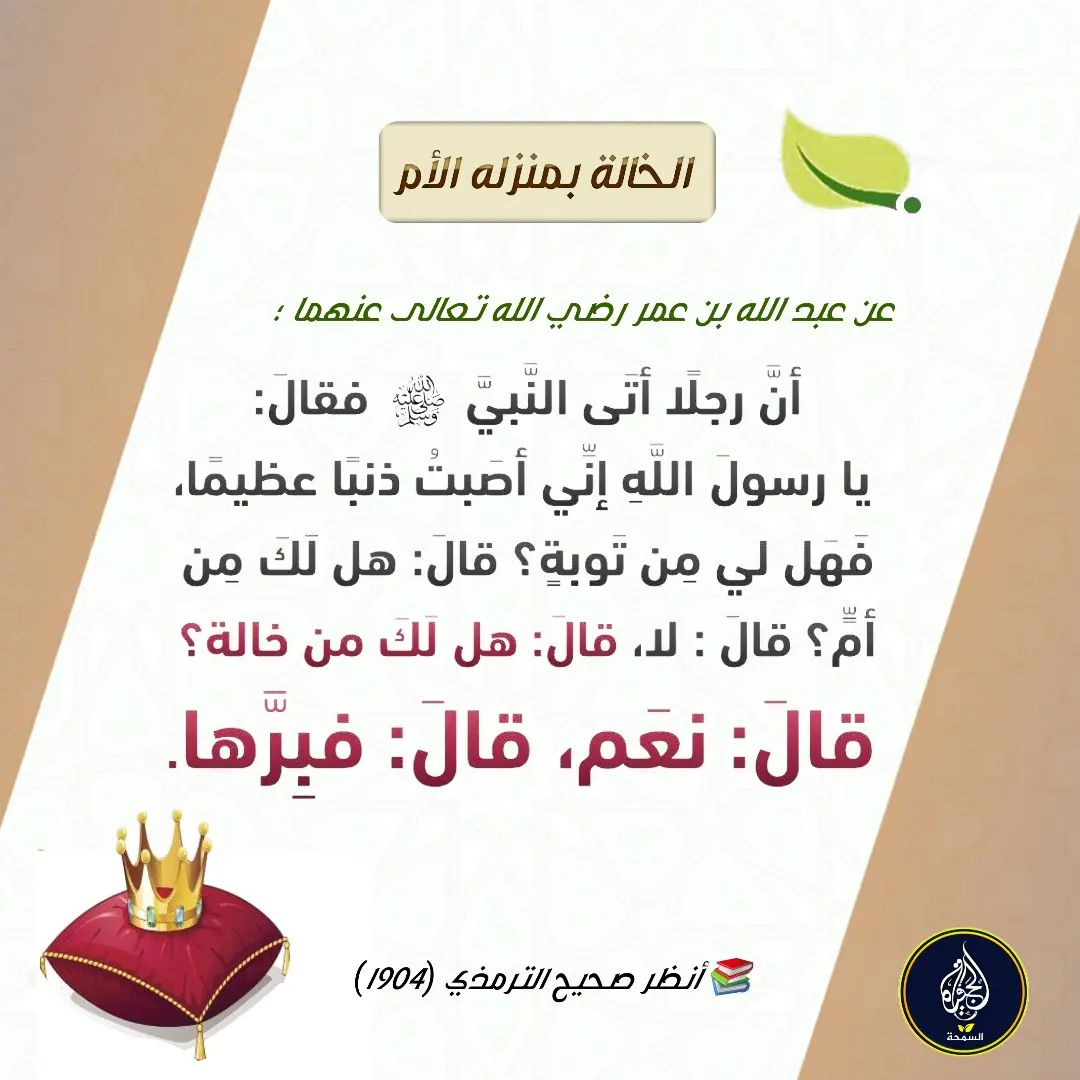 الخالة بمنزله الأم
عن عبد الله بن عمر رضي الله تعالى عنهما :
أنَّ رجلًا أتَى النَّبيَّ ﷺ فقالَ:
يا رسولَ اللَّهِ إنِّي أصَبتُ ذنبًا عظيمًا،
فَهَل لي مِن تَوبةٍ؟ قالَ: هل لَكَ مِن
أمٍّ؟ قالَ : لا، قالَ: هل لَكَ من خالة؟
قالَ: نعَم، قالَ: فبِرَّها.
أنظر صحيح الترمذي (1904)
السمحة